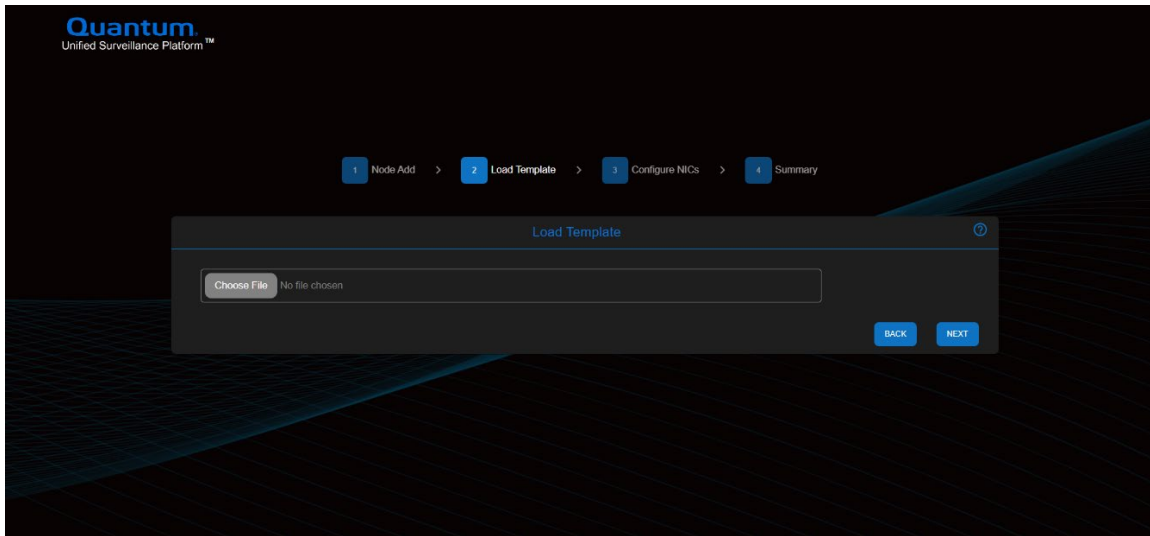 Quantum.
Unified Surveillance Platform™
1 Node Add > 2 Load Template > 3 Configure NICs > 4 Summary
Load Template ?
Choose File No file chosen
BACK NEXT